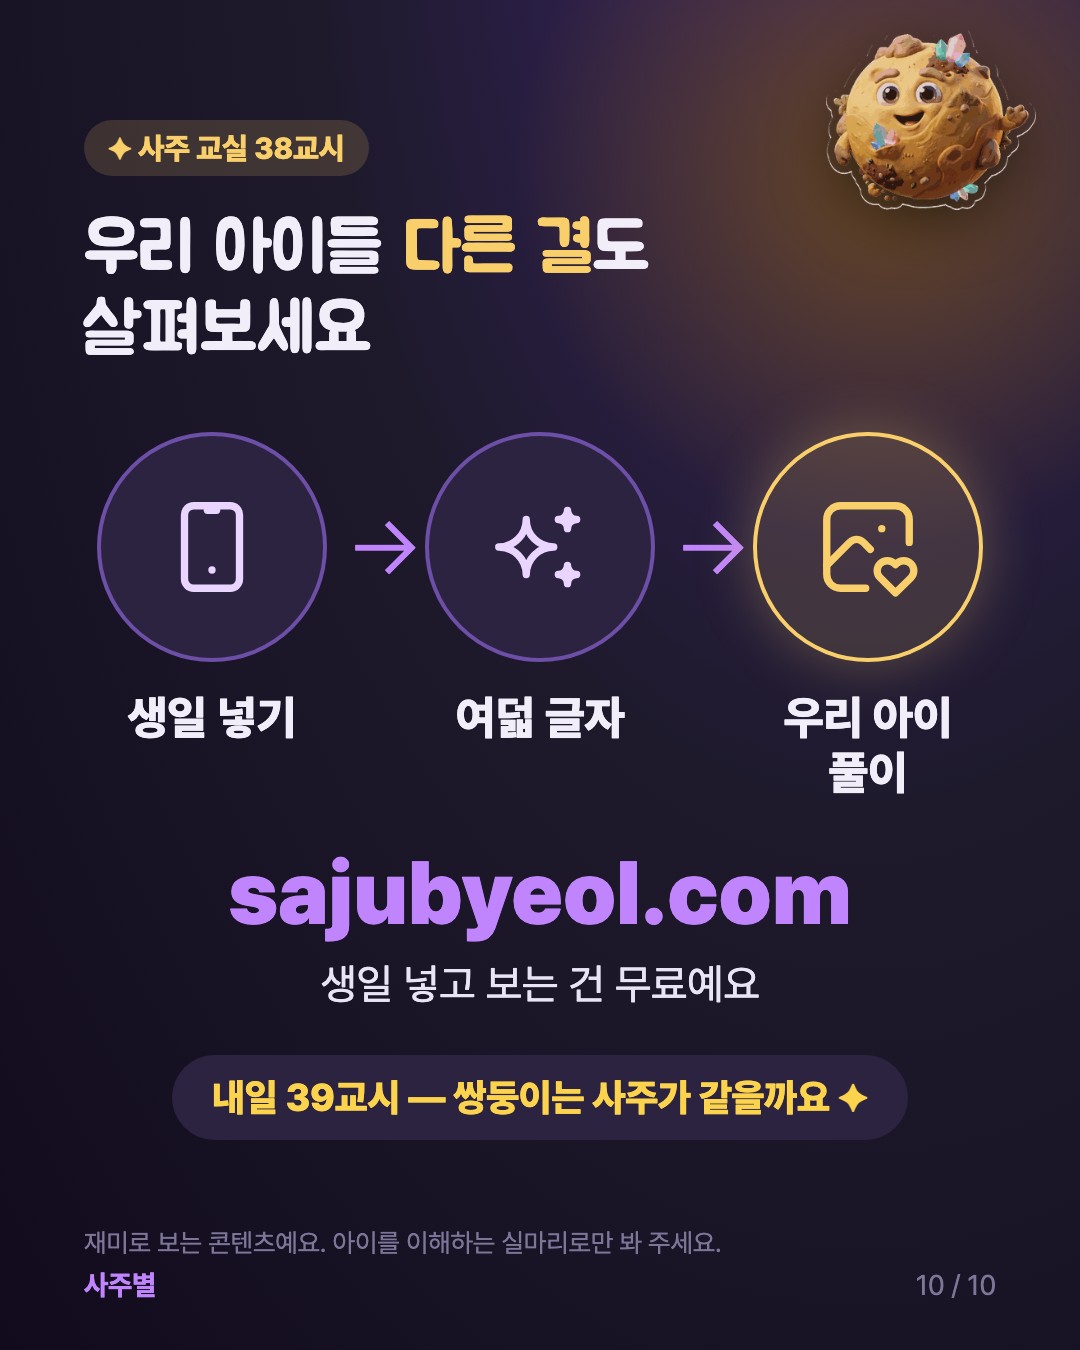 ✦ 사주 교실 38교시
우리 아이들 다른 결도
살펴보세요
생일 넣기
여덟 글자
우리 아이
풀이
sajubyeol.com
생일 넣고 보는 건 무료예요
내일 39교시 — 쌍둥이는 사주가 같을까요 ✦
재미로 보는 콘텐츠예요. 아이를 이해하는 실마리로만 봐 주세요.
사주별
10 / 10